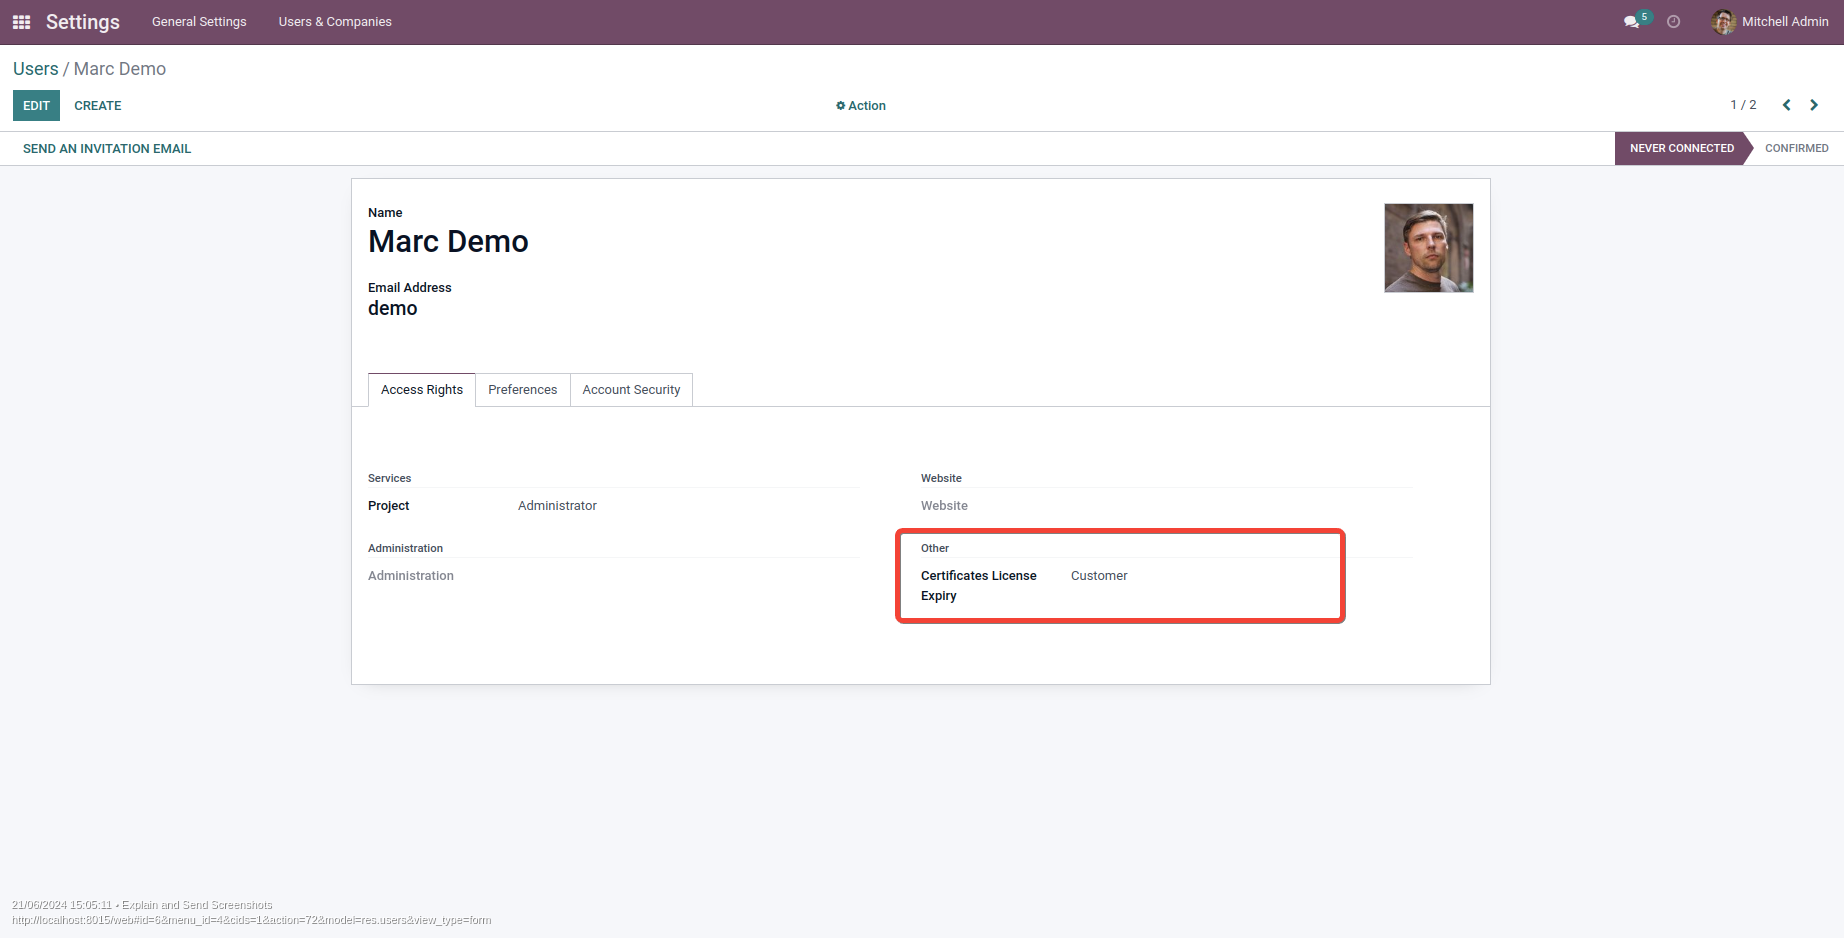 Settings General Settings Users & Companies 5 Mitchell Admin
Users / Marc Demo
EDIT CREATE Action 1 / 2
SEND AN INVITATION EMAIL NEVER CONNECTED CONFIRMED
Name
Marc Demo
Email Address
demo
Access Rights Preferences Account Security
Services Website
Project Administrator Website
Administration Other
Administration Certificates License Customer
Expiry
21/06/2024 15:05:11 - Explain and Send Screenshots
http://localhost:8015/web#id=6&menu_id=4&cids=1&action=72&model=res.users&view_type=form